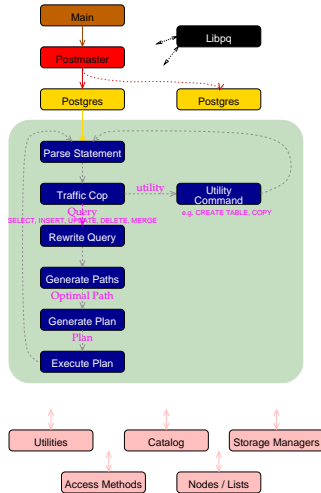 Main
Libpq
Postmaster
Postgres
Postgres
Parse Statement
Traffic Cop
utility
Utility
Command
Query
e.g. CREATE TABLE, COPY
SELECT, INSERT, UPDATE, DELETE, MERGE
Rewrite Query
Generate Paths
Optimal Path
Generate Plan
Plan
Execute Plan
Utilities
Catalog
Storage Managers
Access Methods
Nodes / Lists